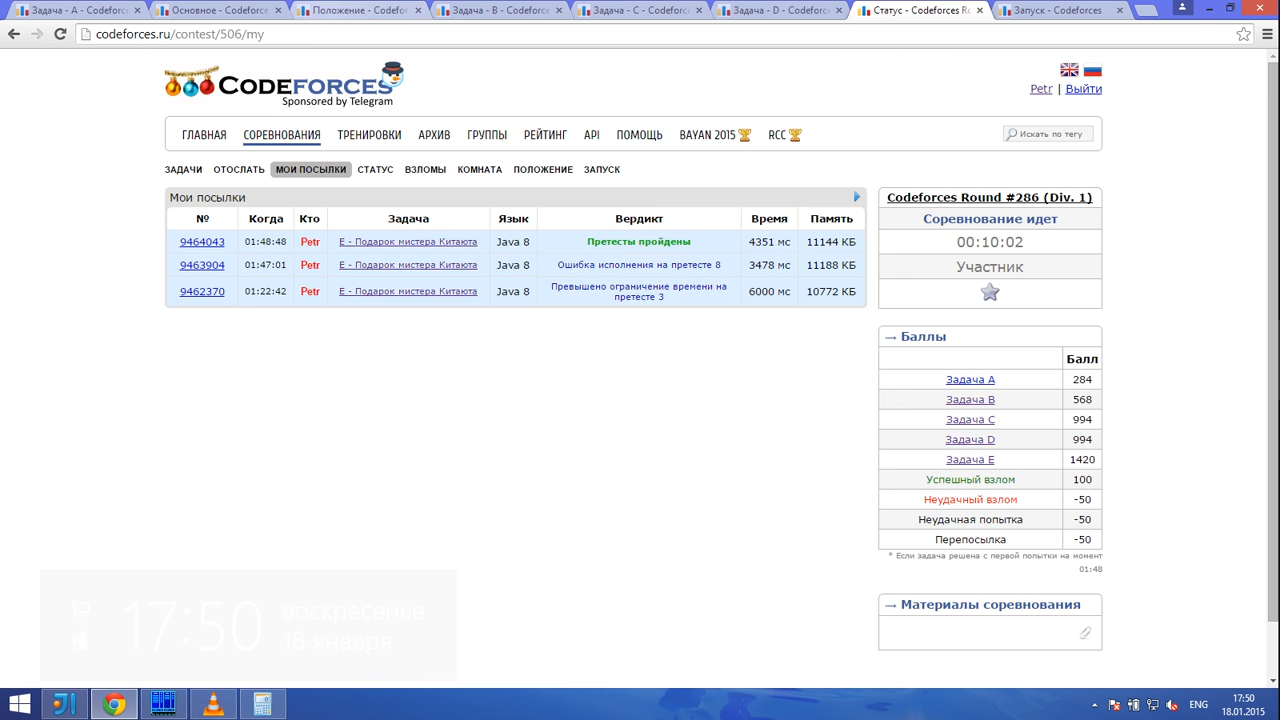 Задача - A - Codeforc
Основное - Codeforces
Положение - Codeforc
Задача - B - Codeforc
Задача - C - Codeforc
Задача - D - Codeforc
Статус - Codeforces Ro
Запуск - Codeforces
codeforces.ru/contest/506/my
CODEFORCES
Sponsored by Telegram
Petr | Выйти
ГЛАВНАЯ СОРЕВНОВАНИЯ ТРЕНИРОВКИ АРХИВ ГРУППЫ РЕЙТИНГ API ПОМОЩЬ BAYAN 2015 RCC
Искать по тегу
ЗАДАЧИ ОТОСЛАТЬ МОИ ПОСЫЛКИ СТАТУС ВЗЛОМЫ КОМНАТА ПОЛОЖЕНИЕ ЗАПУСК
Мои посылки
№ Когда Кто Задача Язык Вердикт Время Память
9464043 01:48:48 Petr E - Подарок мистера Китаюта Java 8 Претесты пройдены 4351 мс 11144 КБ
9463904 01:47:01 Petr E - Подарок мистера Китаюта Java 8 Ошибка исполнения на претесте 8 3478 мс 11188 КБ
9462370 01:22:42 Petr E - Подарок мистера Китаюта Java 8 Превышено ограничение времени на
претесте 3 6000 мс 10772 КБ
Codeforces Round #286 (Div. 1)
Соревнование идет
00:10:02
Участник
→ Баллы
Балл
Задача A 284
Задача B 568
Задача C 994
Задача D 994
Задача E 1420
Успешный взлом 100
Неудачный взлом -50
Неудачная попытка -50
Перепосылка -50
* Если задача решена с первой попытки на момент
01:48
→ Материалы соревнования
17:50
воскресенье
18 января
ENG
17:50
18.01.2015